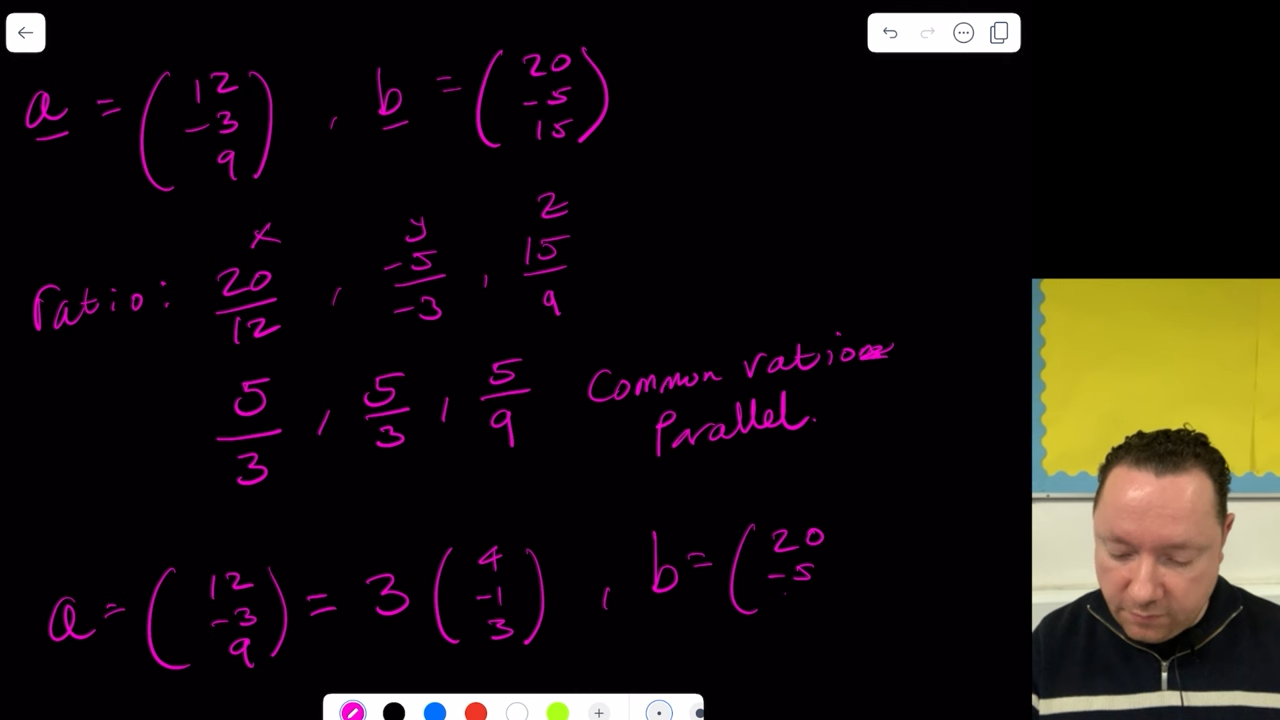 a = (12 -3 9) , b = (20 -5 15)
x y z
ratio: 20/12 , -5/-3 , 15/9
5/3 , 5/3 , 5/9 Common ratio
Parallel.
a = (12 -3 9) = 3 (4 -1 3) , b = (20 -5